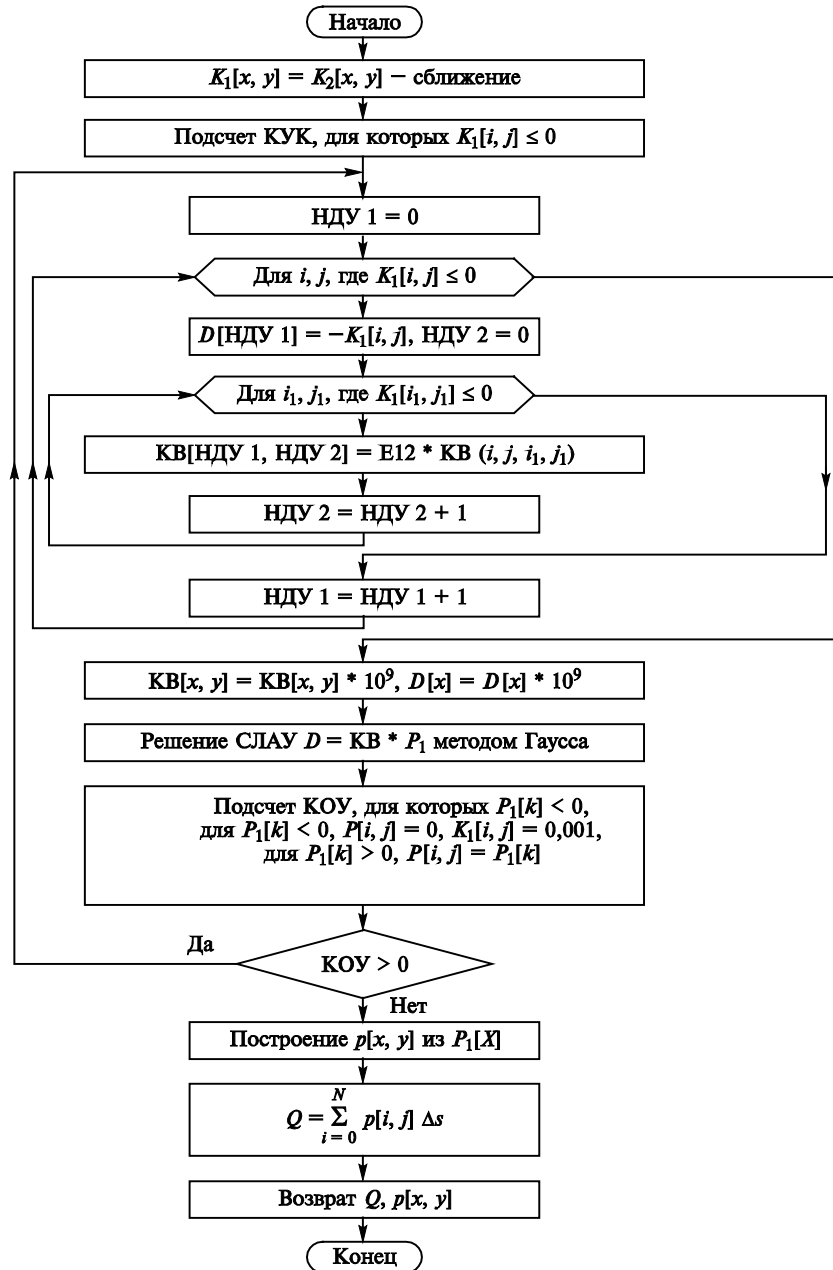 Начало
K₁[x, y] = K₂[x, y] − сближение
Подсчет КУК, для которых K₁[i, j] ≤ 0
НДУ 1 = 0
Для i, j, где K₁[i, j] ≤ 0
D[НДУ 1] = −K₁[i, j], НДУ 2 = 0
Для i₁, j₁, где K₁[i₁, j₁] ≤ 0
КВ[НДУ 1, НДУ 2] = E12 * КВ (i, j, i₁, j₁)
НДУ 2 = НДУ 2 + 1
НДУ 1 = НДУ 1 + 1
КВ[x, y] = КВ[x, y] * 10⁹, D[x] = D[x] * 10⁹
Решение СЛАУ D = КВ * P₁ методом Гаусса
Подсчет КОУ, для которых P₁[k] < 0,
для P₁[k] < 0, P[i, j] = 0, K₁[i, j] = 0,001,
для P₁[k] > 0, P[i, j] = P₁[k]
Да
КОУ > 0
Нет
Построение p[x, y] из P₁[X]
N
Q = Σ p[i, j] Δs
i = 0
Возврат Q, p[x, y]
Конец